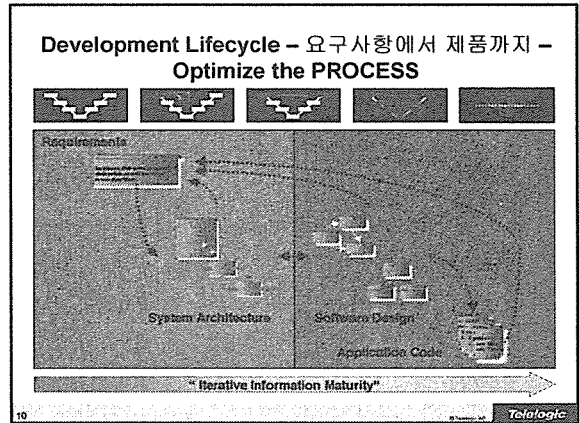 Development Lifecycle – 요구사항에서 제품까지 –
Optimize the PROCESS
Requirements
System Architecture
Software Design
Application Code
" Iterative Information Maturity"
10
Telelogic